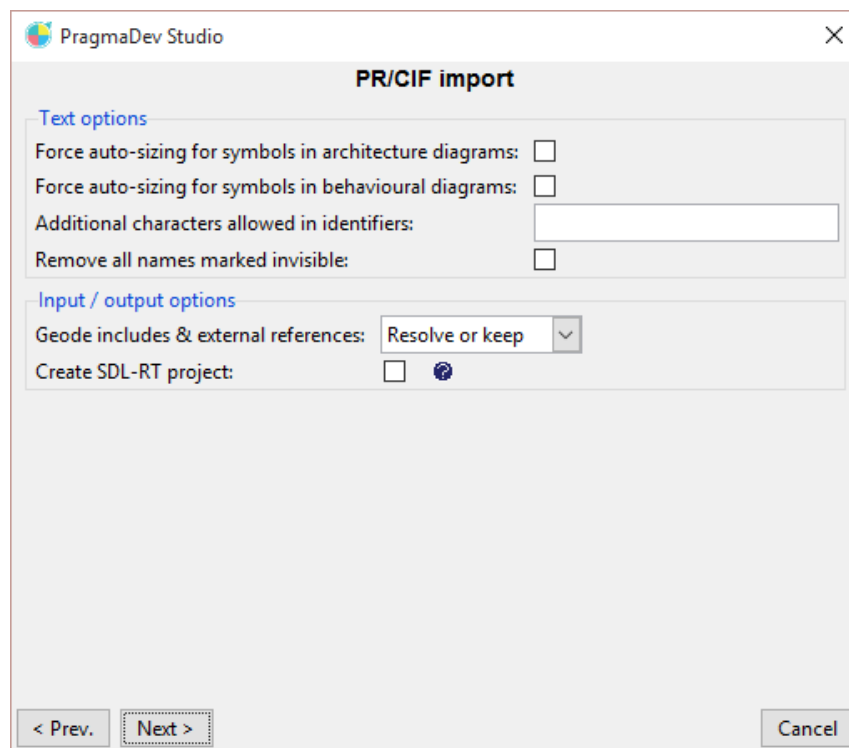 PragmaDev Studio
PR/CIF import
Text options
Force auto-sizing for symbols in architecture diagrams:
Force auto-sizing for symbols in behavioural diagrams:
Additional characters allowed in identifiers:
Remove all names marked invisible:
Input / output options
Geode includes & external references: Resolve or keep
Create SDL-RT project: ?
< Prev. Next > Cancel